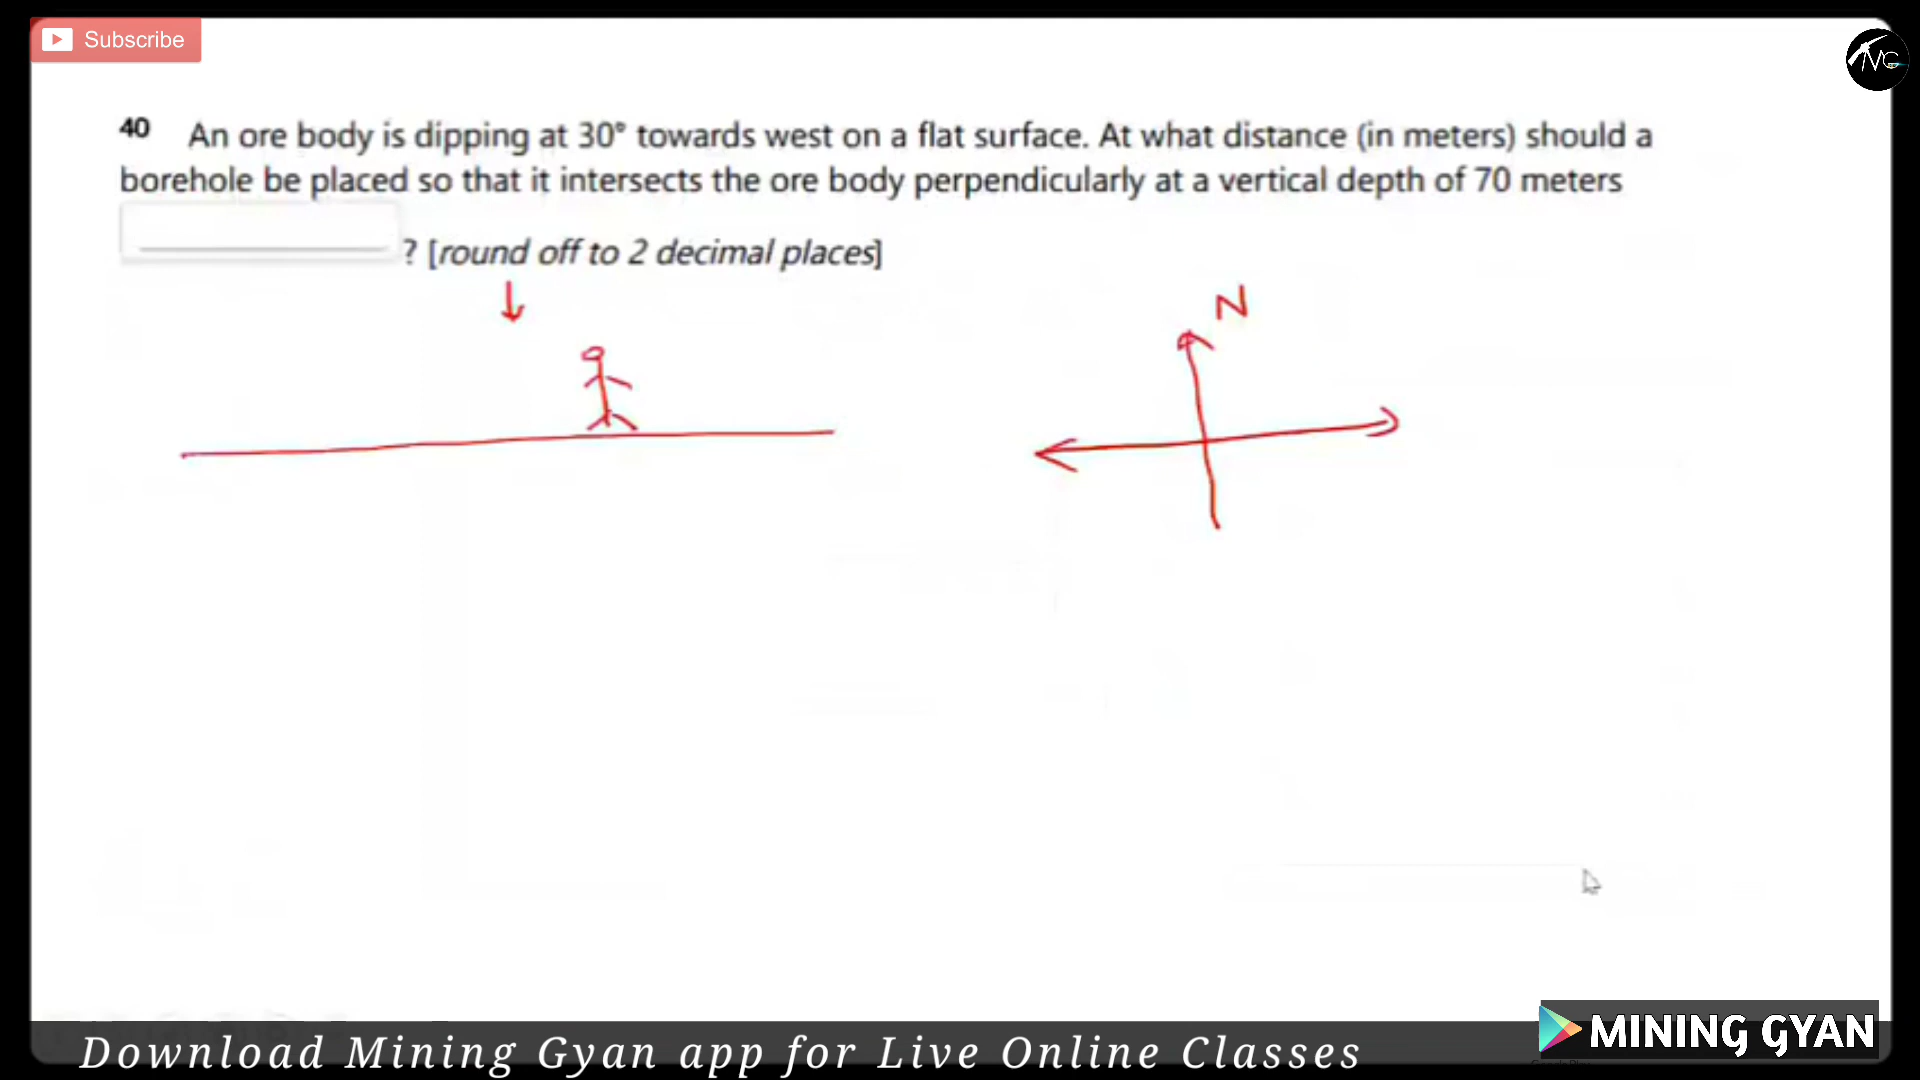 Subscribe
NG
40 An ore body is dipping at 30° towards west on a flat surface. At what distance (in meters) should a
borehole be placed so that it intersects the ore body perpendicularly at a vertical depth of 70 meters
? [round off to 2 decimal places]
N
MINING GYAN
Download Mining Gyan app for Live Online Classes